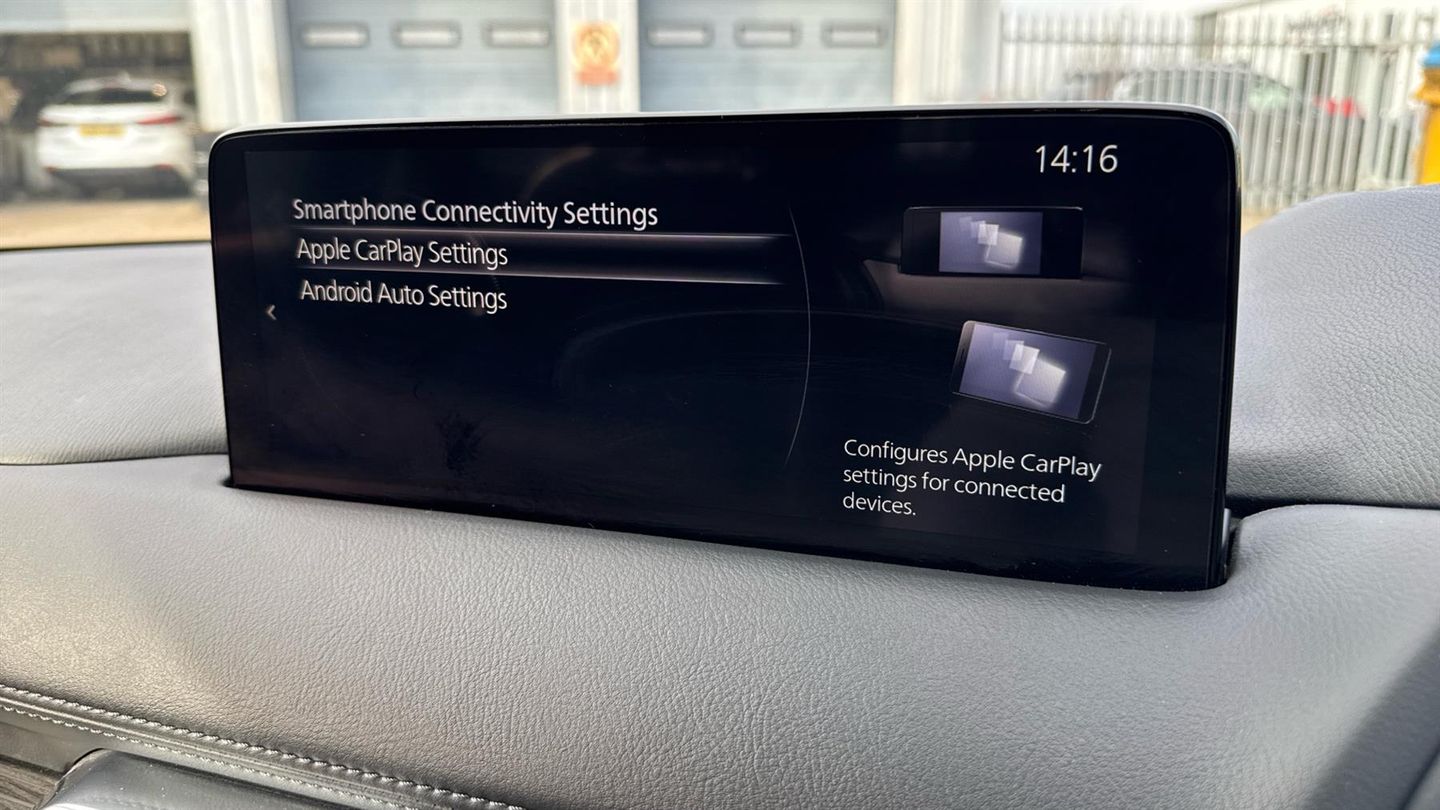 14:16
Smartphone Connectivity Settings
Apple CarPlay Settings
Android Auto Settings
Configures Apple CarPlay
settings for connected
devices.